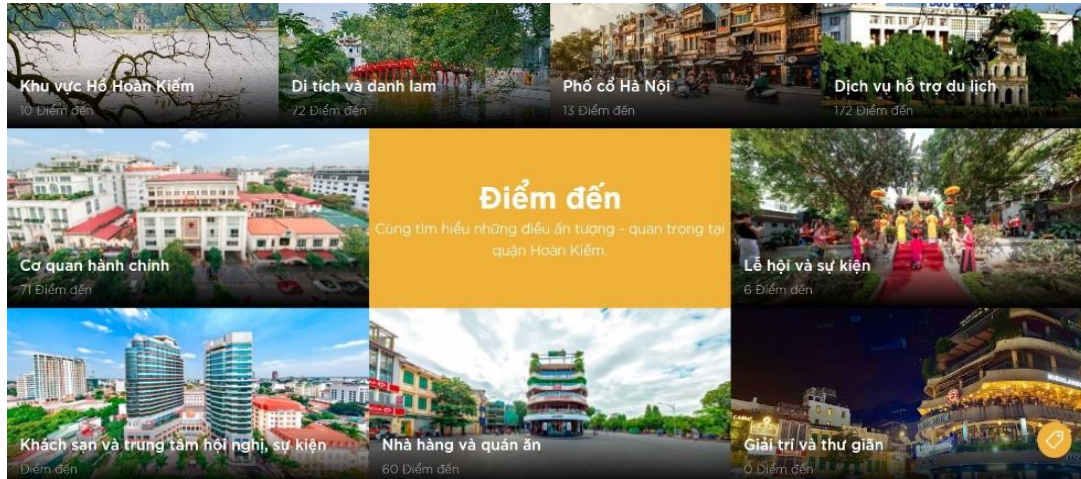 Khu vực Hồ Hoàn Kiếm
10 Điểm đến
Di tích và danh lam
72 Điểm đến
Phố cổ Hà Nội
13 Điểm đến
Dịch vụ hỗ trợ du lịch
172 Điểm đến
Cơ quan hành chính
71 Điểm đến
Điểm đến
Cùng tìm hiểu những điều ấn tượng - quan trọng tại
quận Hoàn Kiếm.
Lễ hội và sự kiện
6 Điểm đến
Khách sạn và trung tâm hội nghị, sự kiện
Điểm đến
Nhà hàng và quán ăn
60 Điểm đến
Giải trí và thư giãn
0 Điểm đến
HIGHLANDS